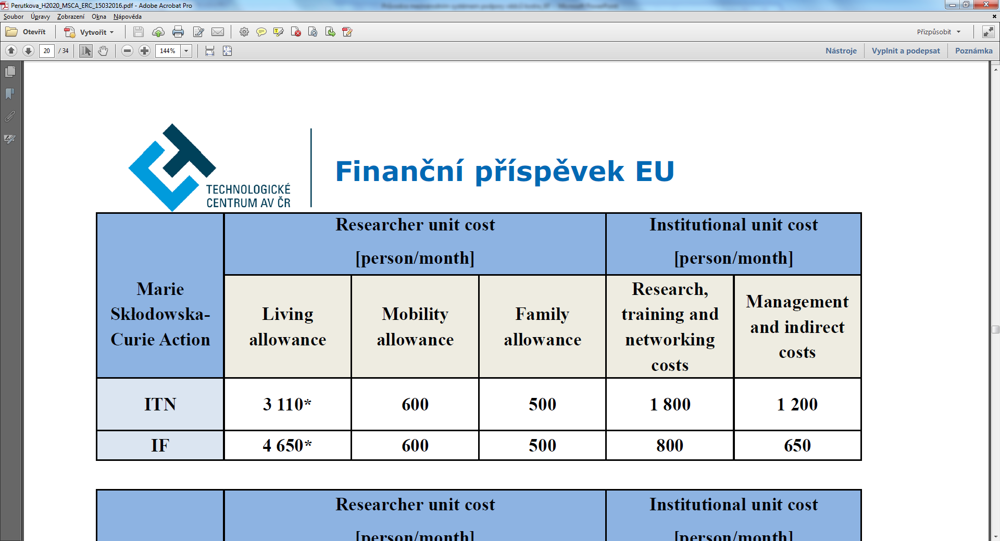 Perutkova_H2020_MSCA_ERC_15032016.pdf - Adobe Acrobat Pro
Soubor Úpravy Zobrazení Okna Nápověda
Otevřít Vytvořit Přizpůsobit
20 / 34 144% Nástroje Vyplnit a podepsat Poznámka
TECHNOLOGICKÉ
CENTRUM AV ČR
Finanční příspěvek EU
Marie
Skłodowska-
Curie Action
Researcher unit cost
[person/month]
Institutional unit cost
[person/month]
Living
allowance
Mobility
allowance
Family
allowance
Research,
training and
networking
costs
Management
and indirect
costs
ITN 3 110* 600 500 1 800 1 200
IF 4 650* 600 500 800 650
Researcher unit cost
[person/month]
Institutional unit cost
[person/month]